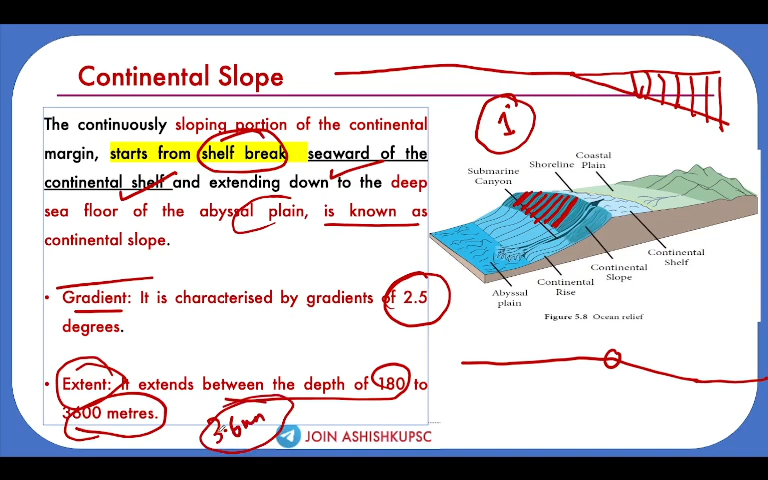 Continental Slope
The continuously sloping portion of the continental
margin, starts from shelf break seaward of the
continental shelf and extending down to the deep
sea floor of the abyssal plain, is known as
continental slope.
• Gradient: It is characterised by gradients of 2.5
degrees.
• Extent: It extends between the depth of 180 to
3600 metres.
3.6km
JOIN ASHISHKUPSC
1°
Coastal
Plain
Shoreline
Submarine
Canyon
Continental
Shelf
Continental
Slope
Continental
Rise
Abyssal
plain
Figure 5.8 Ocean relief